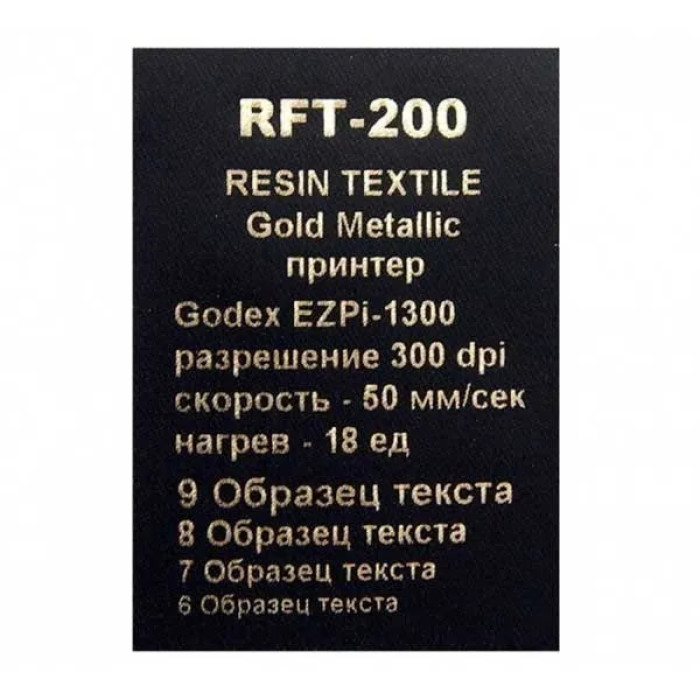 RFT-200
RESIN TEXTILE
Gold Metallic
принтер
Godex EZPi-1300
разрешение 300 dpi
скорость - 50 мм/сек
нагрев - 18 ед
9 Образец текста
8 Образец текста
7 Образец текста
6 Образец текста